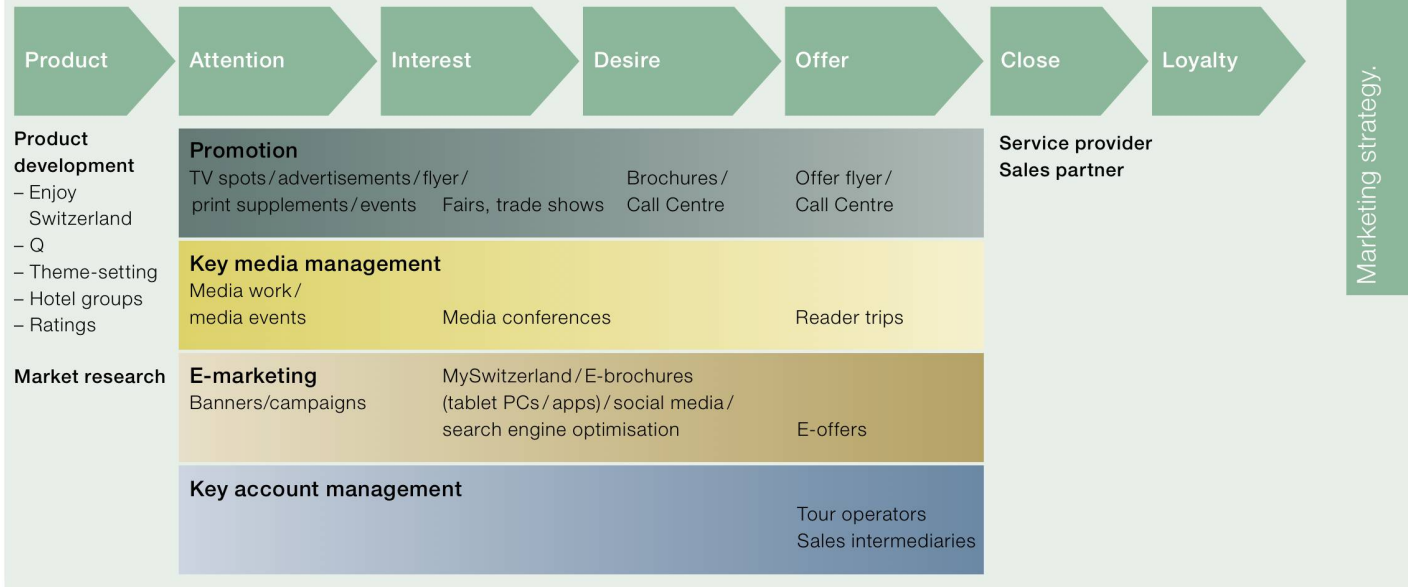 Product
Attention
Interest
Desire
Offer
Close
Loyalty
Marketing strategy.
Product
development
– Enjoy
Switzerland
– Q
– Theme-setting
– Hotel groups
– Ratings
Market research
Promotion
TV spots/advertisements/flyer/
print supplements/events
Fairs, trade shows
Brochures/
Call Centre
Offer flyer/
Call Centre
Key media management
Media work/
media events
Media conferences
Reader trips
E-marketing
Banners/campaigns
MySwitzerland/E-brochures
(tablet PCs/apps)/social media/
search engine optimisation
E-offers
Key account management
Tour operators
Sales intermediaries
Service provider
Sales partner